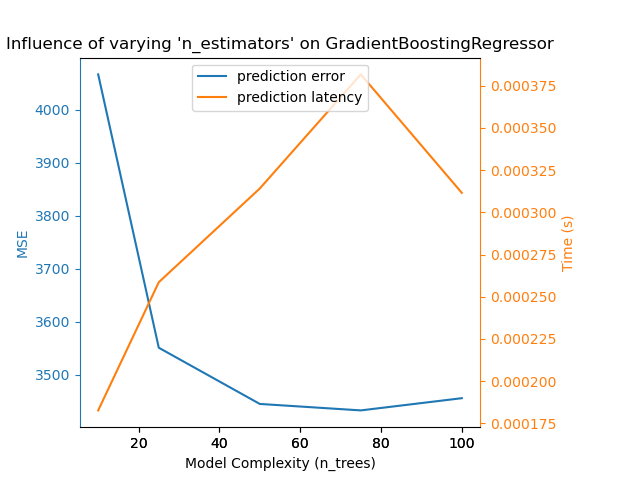 Influence of varying 'n_estimators' on GradientBoostingRegressor
prediction error
prediction latency
MSE
4000
3900
3800
3700
3600
3500
0.000375
0.000350
0.000325
0.000300
0.000275
0.000250
0.000225
0.000200
0.000175
Time (s)
20 40 60 80 100
Model Complexity (n_trees)